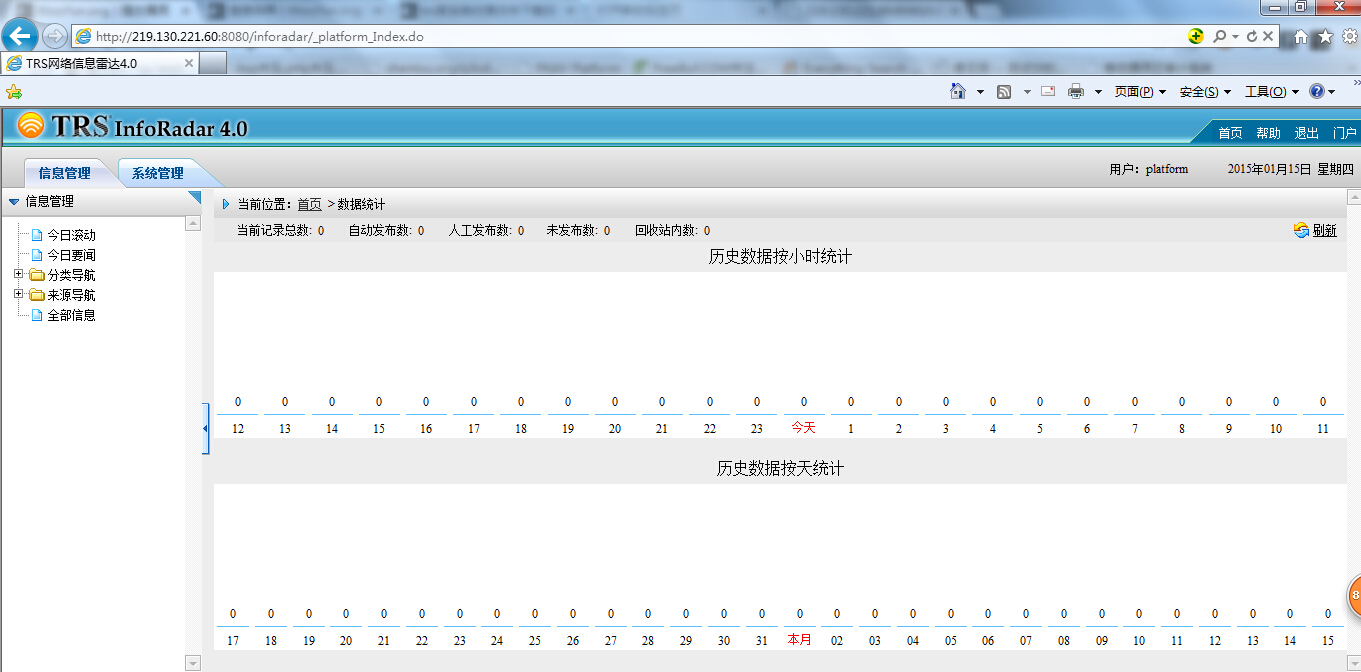 http://219.130.221.60:8080/inforadar/_platform_Index.do
TRS网络信息雷达4.0
页面(P) 安全(S) 工具(O)
TRS InfoRadar 4.0
首页 帮助 退出 门户
信息管理 系统管理
用户：platform 2015年01月15日 星期四
信息管理
当前位置：首页 > 数据统计
今日滚动
今日要闻
分类导航
来源导航
全部信息
当前记录总数: 0 自动发布数: 0 人工发布数: 0 未发布数: 0 回收站内数: 0 刷新
历史数据按小时统计
0 0 0 0 0 0 0 0 0 0 0 0 0 0 0 0 0 0 0 0 0 0 0 0
12 13 14 15 16 17 18 19 20 21 22 23 今天 1 2 3 4 5 6 7 8 9 10 11
历史数据按天统计
0 0 0 0 0 0 0 0 0 0 0 0 0 0 0 0 0 0 0 0 0 0 0 0 0 0 0 0 0 0
17 18 19 20 21 22 23 24 25 26 27 28 29 30 31 本月 02 03 04 05 06 07 08 09 10 11 12 13 14 15
8